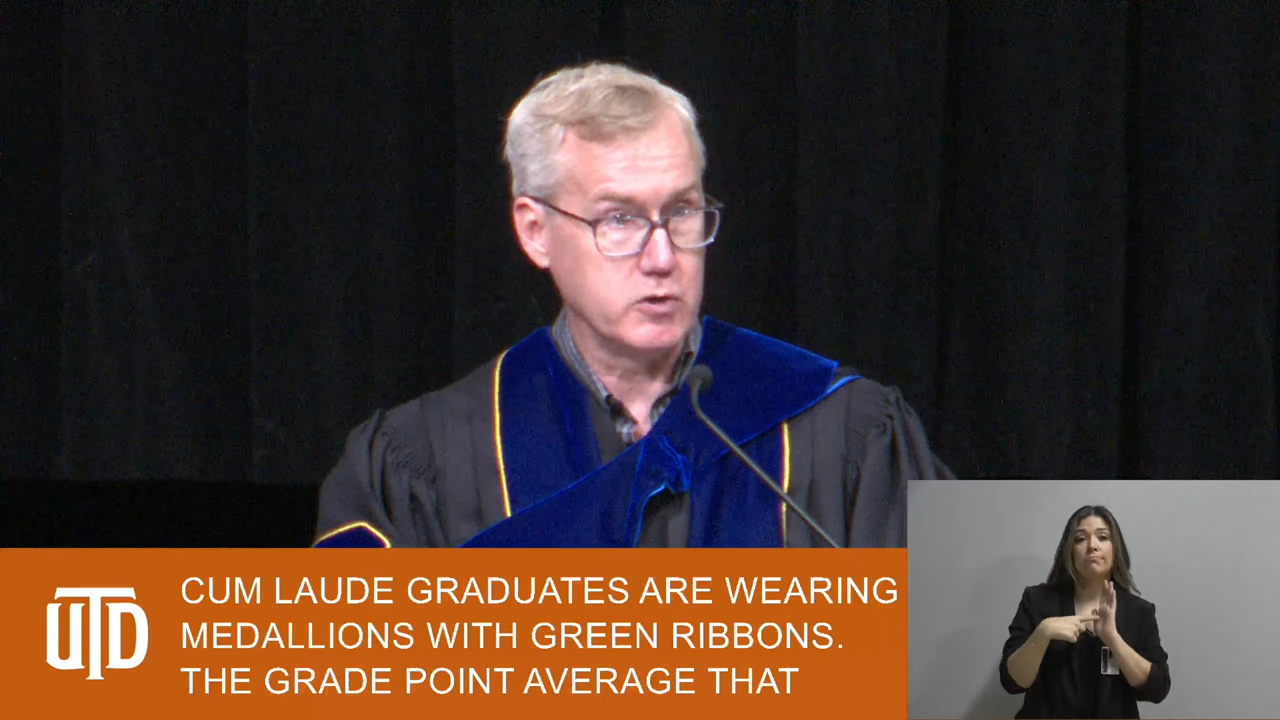 UTD
CUM LAUDE GRADUATES ARE WEARING
MEDALLIONS WITH GREEN RIBBONS.
THE GRADE POINT AVERAGE THAT